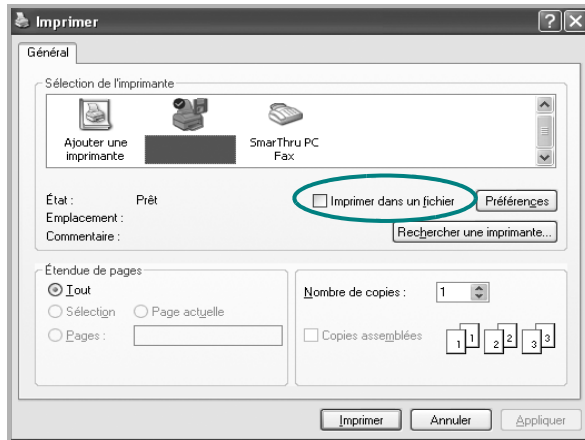 Imprimer
Général
Sélection de l'imprimante
Ajouter une
imprimante
SmarThru PC
Fax
État : Prêt
Imprimer dans un fichier
Préférences
Emplacement :
Commentaire :
Rechercher une imprimante...
Étendue de pages
Tout
Sélection Page actuelle
Pages :
Nombre de copies : 1
Copies assemblées
1 1 2 2 3 3
Imprimer Annuler Appliquer